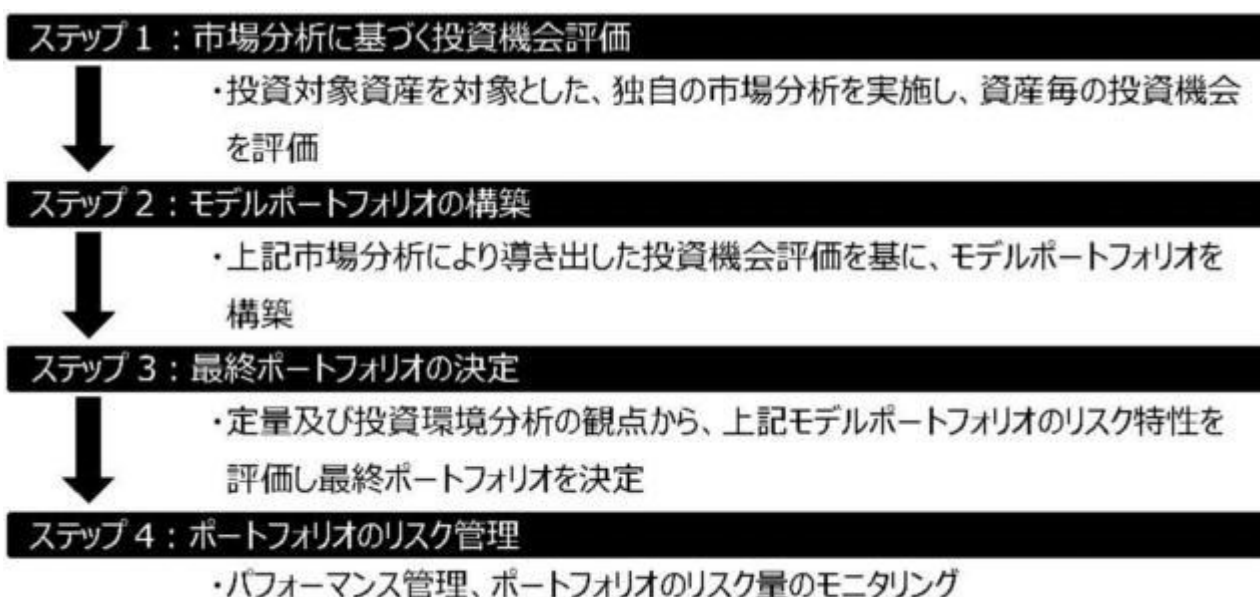 ステップ1：市場分析に基づく投資機会評価
・投資対象資産を対象とした、独自の市場分析を実施し、資産毎の投資機会
を評価
ステップ2：モデルポートフォリオの構築
・上記市場分析により導き出した投資機会評価を基に、モデルポートフォリオを
構築
ステップ3：最終ポートフォリオの決定
・定量及び投資環境分析の観点から、上記モデルポートフォリオのリスク特性を
評価し最終ポートフォリオを決定
ステップ4：ポートフォリオのリスク管理
・パフォーマンス管理、ポートフォリオのリスク量のモニタリング